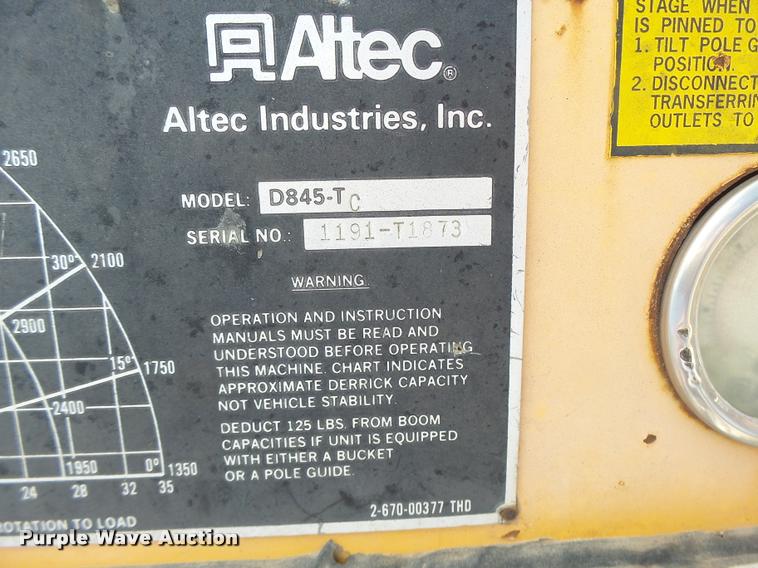 Altec®
Altec Industries, Inc.
MODEL: D845-TC
SERIAL NO.: 1191-T1873
WARNING
OPERATION AND INSTRUCTION
MANUALS MUST BE READ AND
UNDERSTOOD BEFORE OPERATING
THIS MACHINE. CHART INDICATES
APPROXIMATE DERRICK CAPACITY
NOT VEHICLE STABILITY.
DEDUCT 125 LBS. FROM BOOM
CAPACITIES IF UNIT IS EQUIPPED
WITH EITHER A BUCKET
OR A POLE GUIDE.
2-670-00377 THD
2650
30° 2100
2900
15° 1750
2400
1950 0° 1350
24 28 32 35
ROTATION TO LOAD
STAGE WHEN
IS PINNED TO
1. TILT POLE G
POSITION.
2. DISCONNECT
TRANSFERRIN
OUTLETS TO
Purple Wave Auction